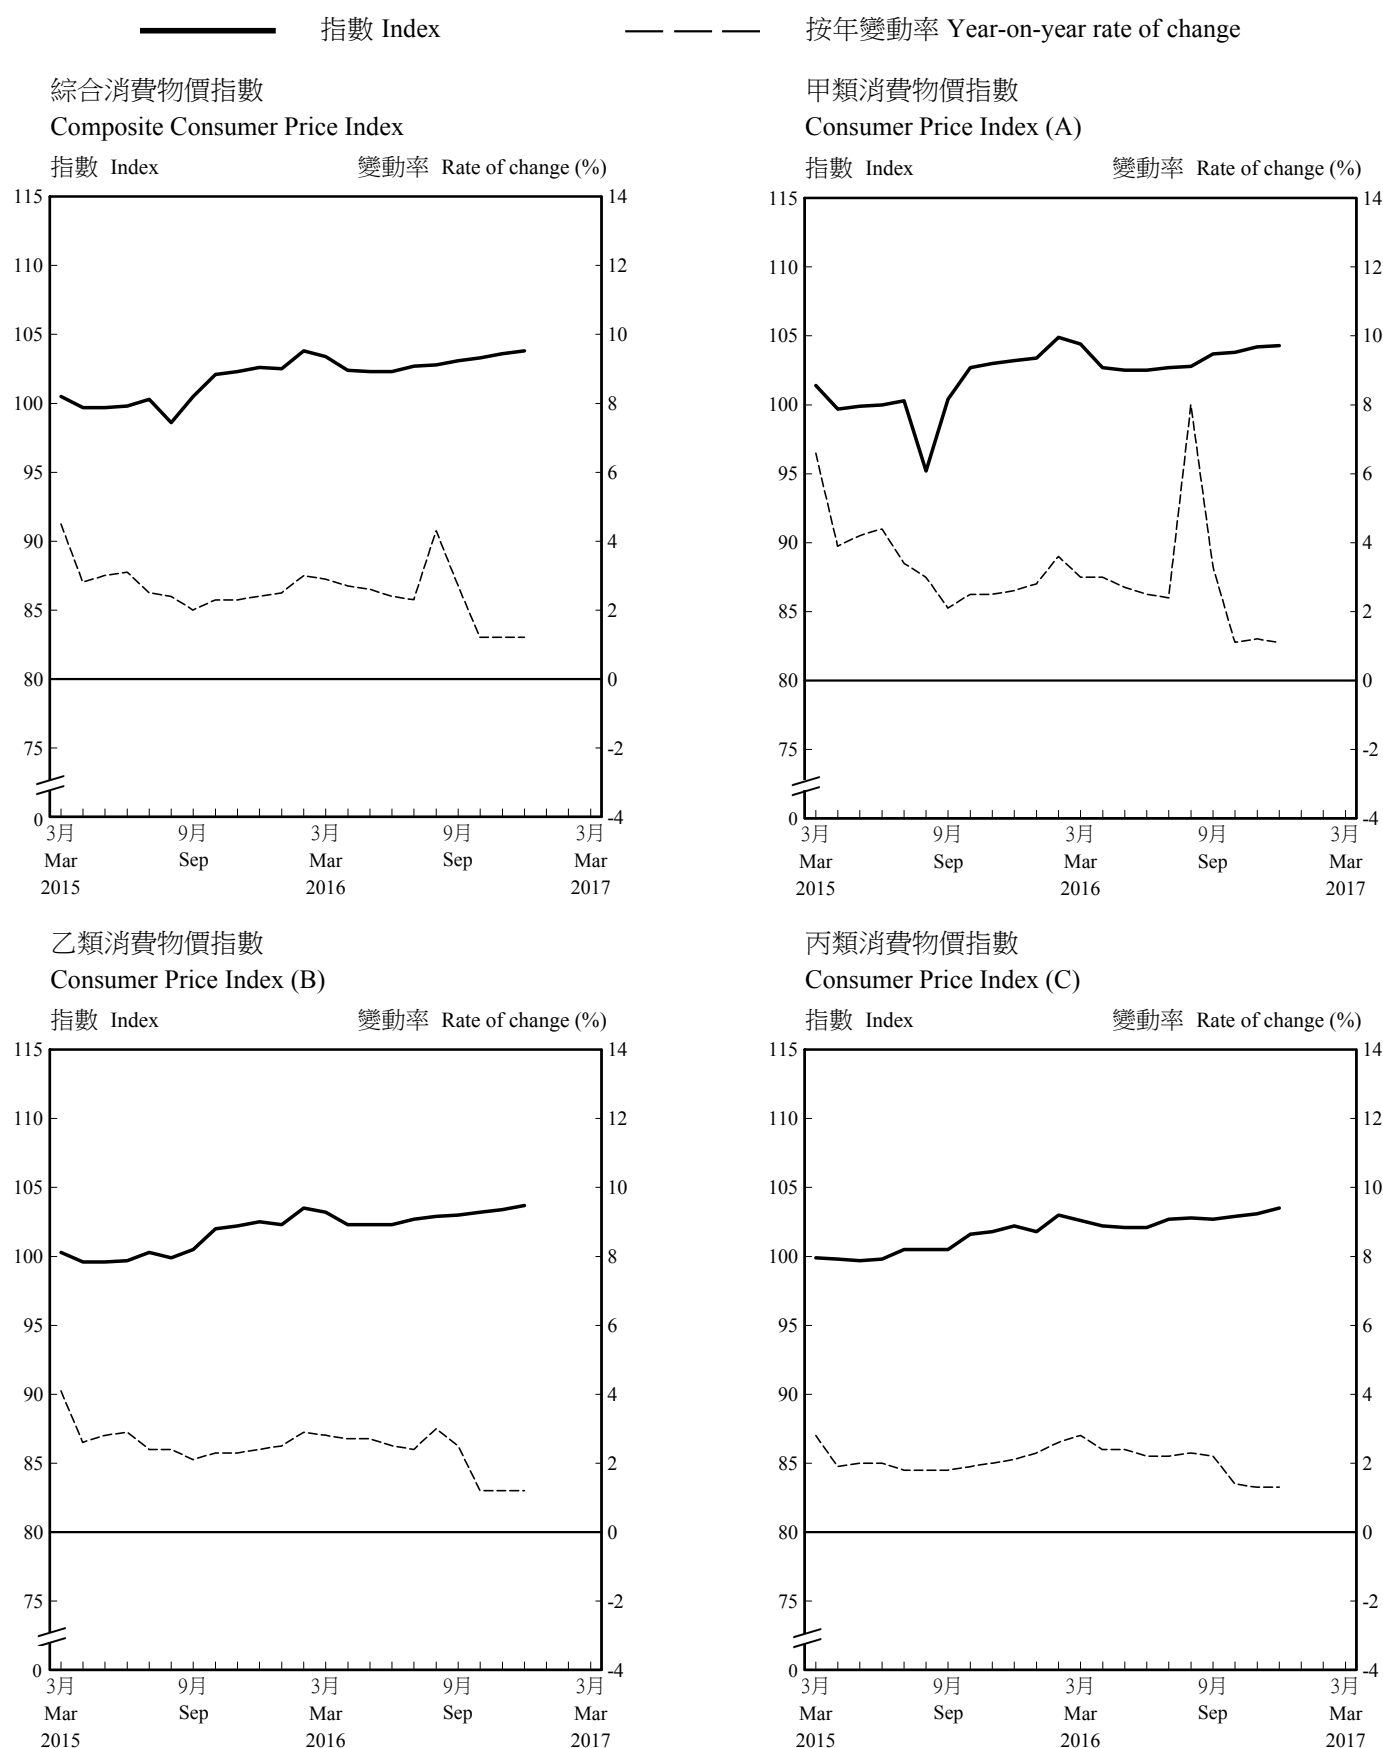 指數 Index
按年變動率 Year-on-year rate of change
綜合消費物價指數
Composite Consumer Price Index
指數 Index 變動率 Rate of change (%)
115 14
110 12
105 10
100 8
95 6
90 4
85 2
80 0
75 -2
0 -4
3月 9月 3月 9月 3月
Mar Sep Mar Sep Mar
2015 2016 2017
甲類消費物價指數
Consumer Price Index (A)
指數 Index 變動率 Rate of change (%)
115 14
110 12
105 10
100 8
95 6
90 4
85 2
80 0
75 -2
0 -4
3月 9月 3月 9月 3月
Mar Sep Mar Sep Mar
2015 2016 2017
乙類消費物價指數
Consumer Price Index (B)
指數 Index 變動率 Rate of change (%)
115 14
110 12
105 10
100 8
95 6
90 4
85 2
80 0
75 -2
0 -4
3月 9月 3月 9月 3月
Mar Sep Mar Sep Mar
2015 2016 2017
丙類消費物價指數
Consumer Price Index (C)
指數 Index 變動率 Rate of change (%)
115 14
110 12
105 10
100 8
95 6
90 4
85 2
80 0
75 -2
0 -4
3月 9月 3月 9月 3月
Mar Sep Mar Sep Mar
2015 2016 2017